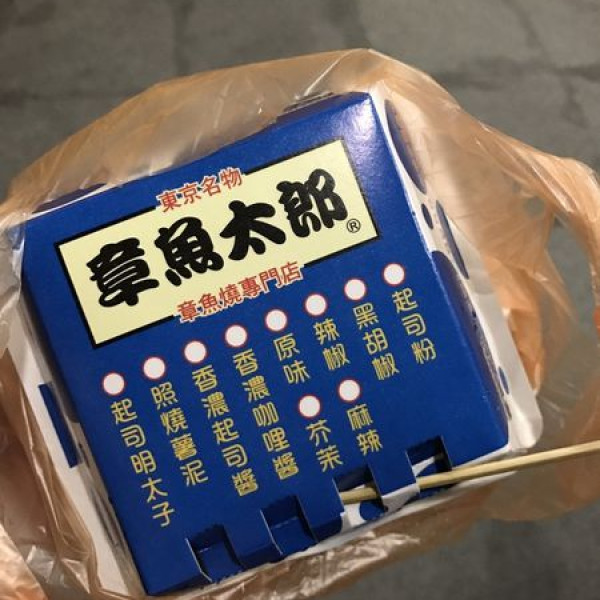 東京名物
章魚太郎®
章魚燒專門店
起司粉
黑胡椒
辣椒
原味
香濃咖哩醬
香濃起司醬
照燒薯泥
起司明太子
麻辣
芥茉